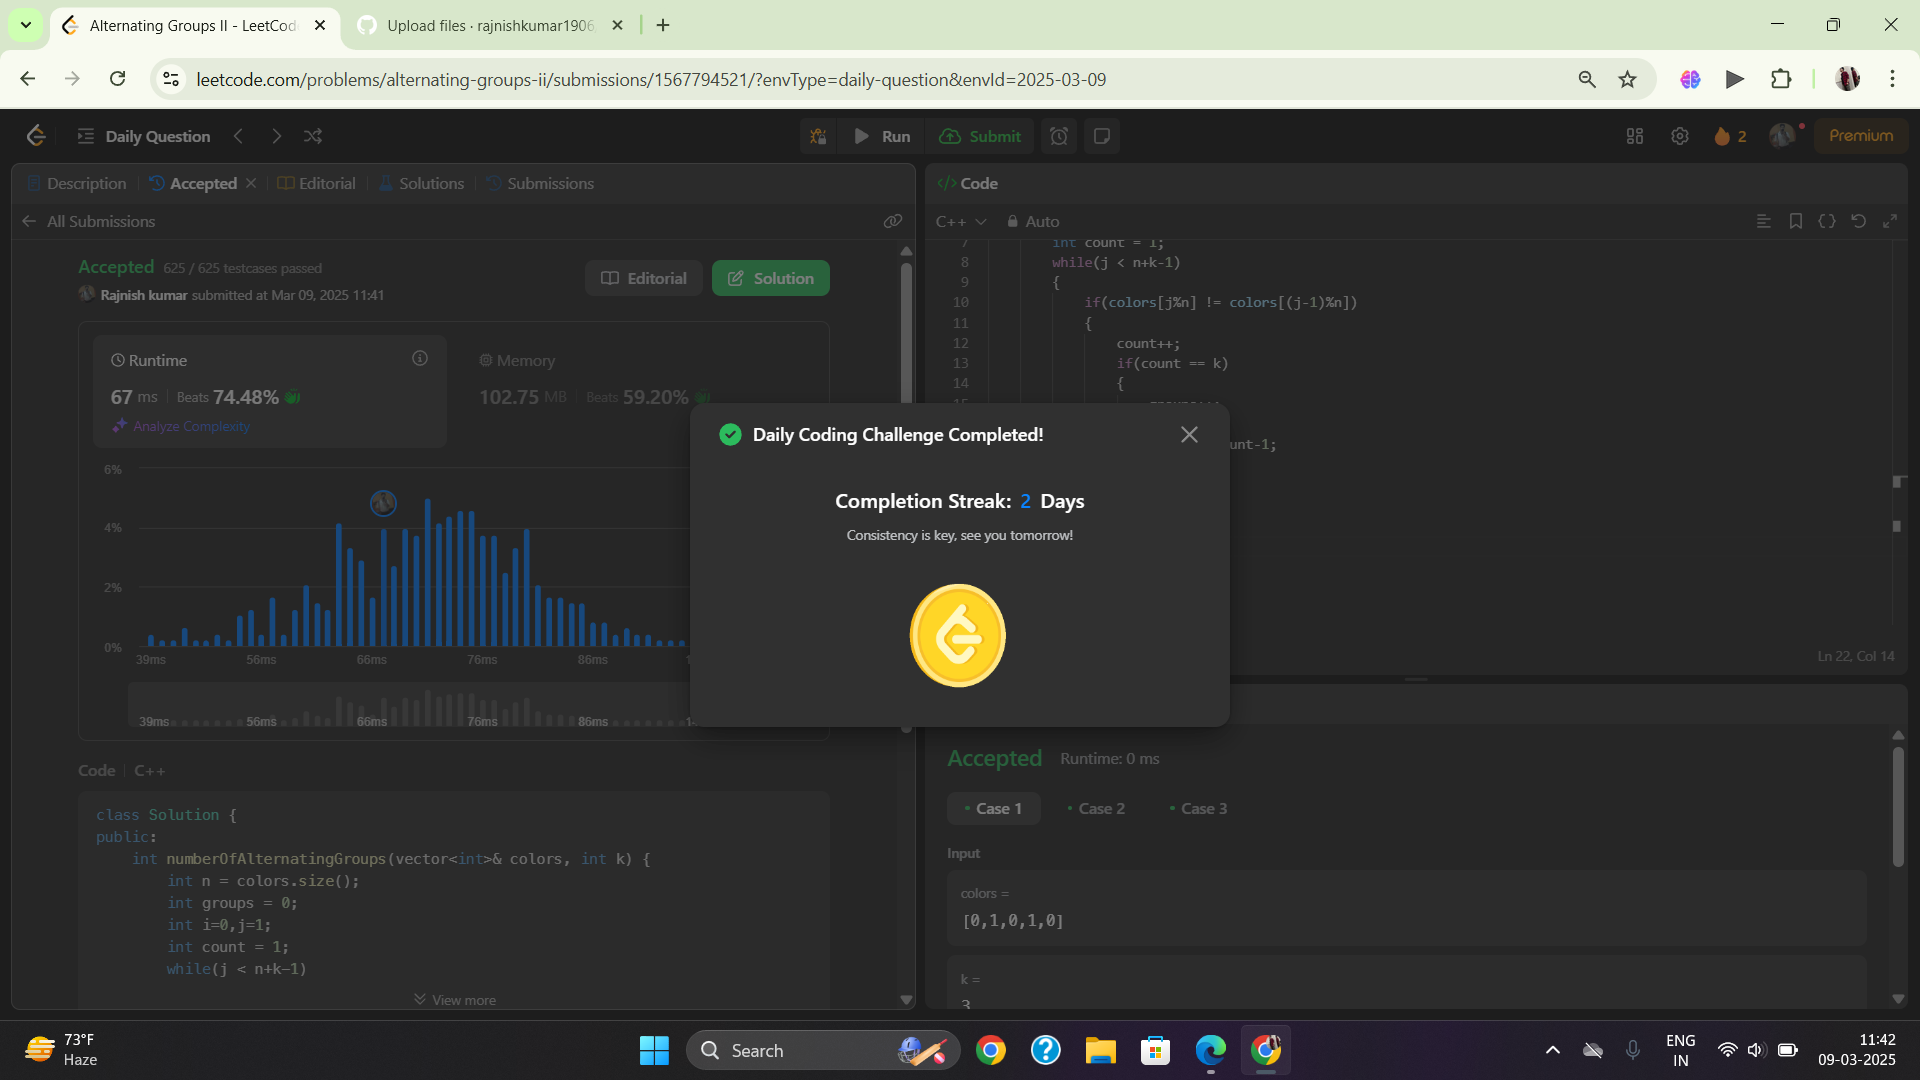 Alternating Groups II - LeetCod
Upload files · rajnishkumar1906
leetcode.com/problems/alternating-groups-ii/submissions/1567794521/?envType=daily-question&envId=2025-03-09
Daily Question
Run
Submit
2
Premium
Description
Accepted
Editorial
Solutions
Submissions
All Submissions
Accepted 625 / 625 testcases passed
Rajnish kumar submitted at Mar 09, 2025 11:41
Editorial
Solution
Runtime
67 ms | Beats 74.48%
Analyze Complexity
Memory
102.75 MB | Beats 59.20%
6%
4%
2%
0%
39ms 56ms 66ms 76ms 86ms
39ms 56ms 66ms 76ms 86ms
Code | C++
class Solution {
public:
int numberOfAlternatingGroups(vector<int>& colors, int k) {
int n = colors.size();
int groups = 0;
int i=0,j=1;
int count = 1;
while(j < n+k-1)
View more
Daily Coding Challenge Completed!
Completion Streak: 2 Days
Consistency is key, see you tomorrow!
</> Code
C++ Auto
7 int count = 1;
8 while(j < n+k-1)
9 {
10 if(colors[j%n] != colors[(j-1)%n])
11 {
12 count++;
13 if(count == k)
14 {
unt-1;
Ln 22, Col 14
Accepted Runtime: 0 ms
Case 1
Case 2
Case 3
Input
colors =
[0,1,0,1,0]
k =
3
73°F
Haze
Search
ENG
IN
11:42
09-03-2025